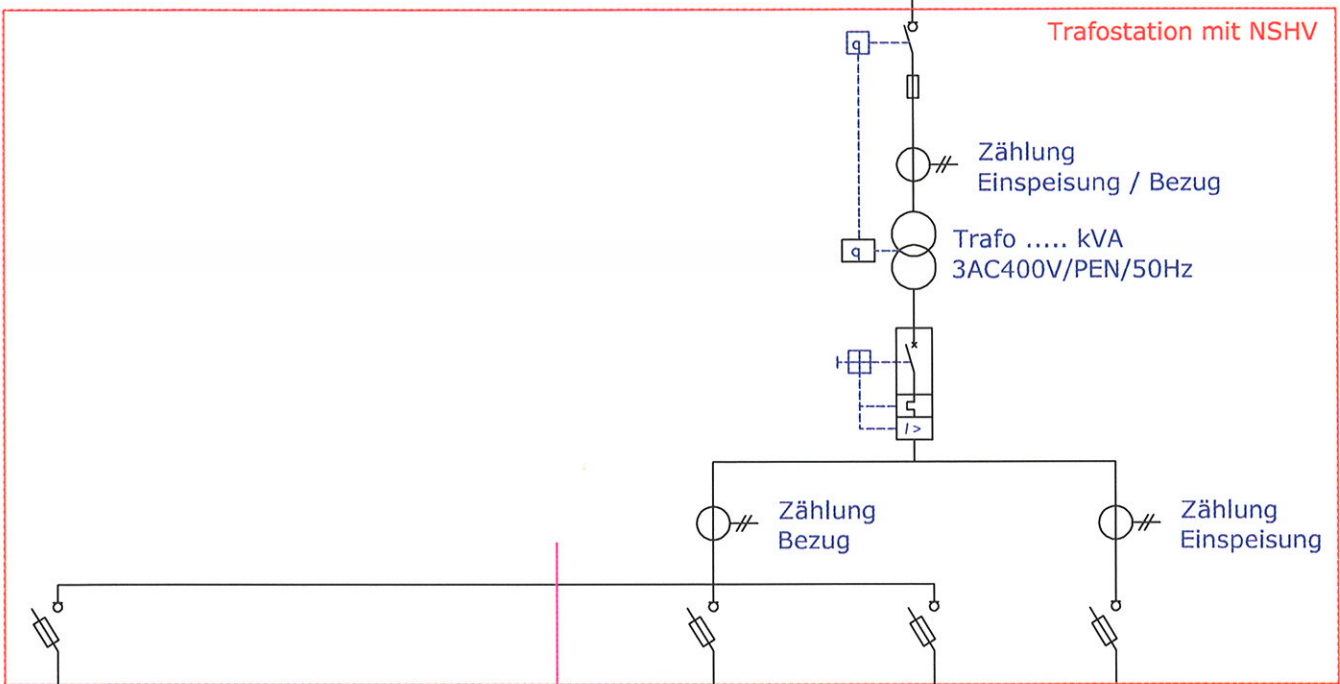 Trafostation mit NSHV
q
Zählung
Einspeisung / Bezug
Trafo ..... kVA
q
3AC400V/PEN/50Hz
I >
Zählung
Bezug
Zählung
Einspeisung